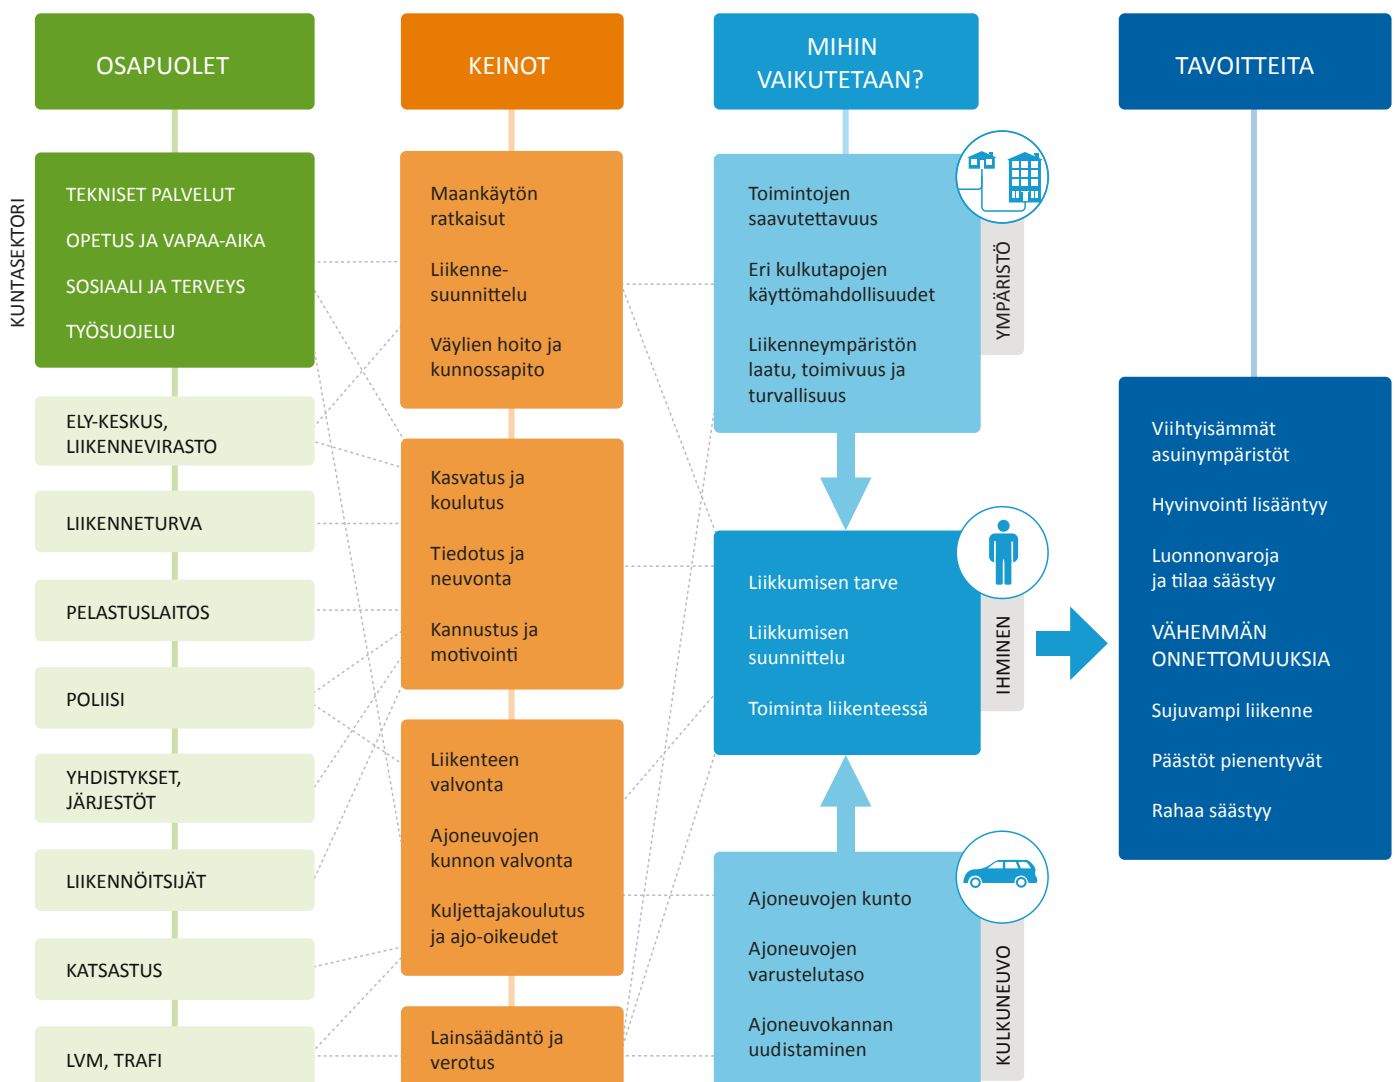 OSAPUOLET
KUNTASEKTORI
TEKNISET PALVELUT
OPETUS JA VAPAA-AIKA
SOSIAALI JA TERVEYS
TYÖSUOJELU
ELY-KESKUS,
LIIKENNEVIRASTO
LIIKENNETURVA
PELASTUSLAITOS
POLIISI
YHDISTYKSET,
JÄRJESTÖT
LIIKENNÖITSIJÄT
KATSASTUS
LVM, TRAFI
KEINOT
Maankäytön
ratkaisut
Liikenne-
suunnittelu
Väylien hoito ja
kunnossapito
Kasvatus ja
koulutus
Tiedotus ja
neuvonta
Kannustus ja
motivointi
Liikenteen
valvonta
Ajoneuvojen
kunnon valvonta
Kuljettajakoulutus
ja ajo-oikeudet
Lainsäädäntö ja
verotus
MIHIN
VAIKUTETAAN?
Toimintojen
saavutettavuus
Eri kulkutapojen
käyttömahdollisuudet
Liikenneympäristön
laatu, toimivuus ja
turvallisuus
YMPÄRISTÖ
Liikkumisen tarve
Liikkumisen
suunnittelu
Toiminta liikenteessä
IHMINEN
Ajoneuvojen kunto
Ajoneuvojen
varustelutaso
Ajoneuvokannan
uudistaminen
KULKUNEUVO
TAVOITTEITA
Viihtyisämmät
asuinympäristöt
Hyvinvointi lisääntyy
Luonnonvaroja
ja tilaa säästyy
VÄHEMMÄN
ONNETTOMUUKSIA
Sujuvampi liikenne
Päästöt pienentyvät
Rahaa säästyy